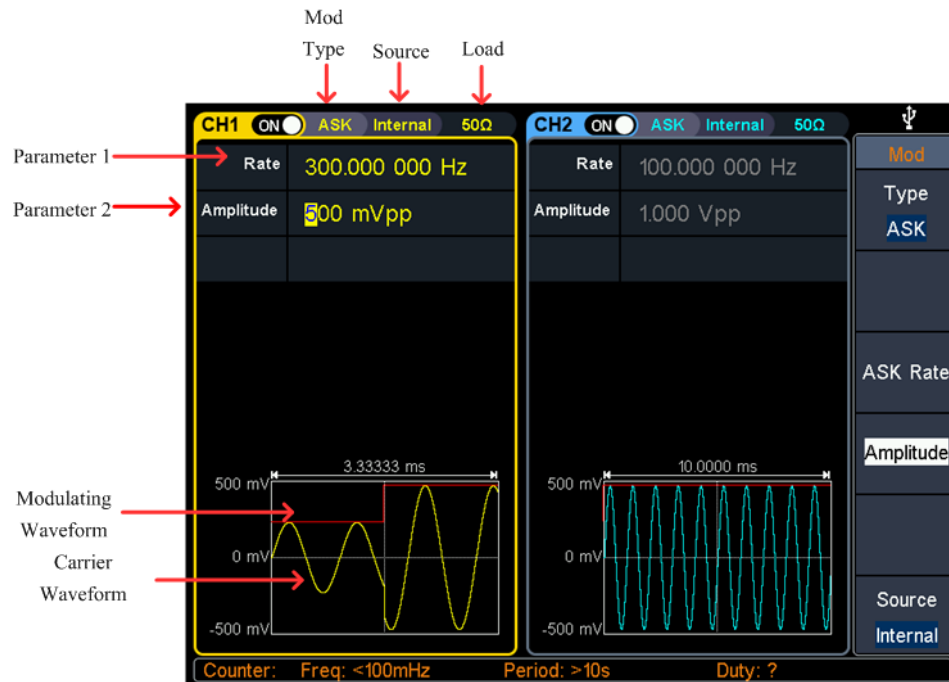 Mod
Type
Source
Load
CH1 ON ASK Internal 50Ω
CH2 ON ASK Internal 50Ω
Parameter 1
Rate 300.000 000 Hz
Rate 100.000 000 Hz
Mod
Parameter 2
Amplitude 500 mVpp
Amplitude 1.000 Vpp
Type
ASK
ASK Rate
Amplitude
3.33333 ms
500 mV
0 mV
-500 mV
10.0000 ms
500 mV
0 mV
-500 mV
Modulating
Waveform
Carrier
Waveform
Source
Internal
Counter: Freq: <100mHz Period: >10s Duty: ?